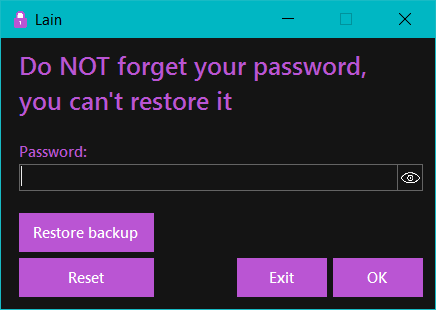 Lain
Do NOT forget your password,
you can't restore it
Password:
Restore backup
Reset
Exit
OK